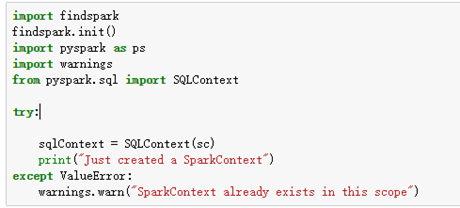 import findspark
findspark.init()
import pyspark as ps
import warnings
from pyspark.sql import SQLContext

try:

    sqlContext = SQLContext(sc)
    print("Just created a SparkContext")
except ValueError:
    warnings.warn("SparkContext already exists in this scope")